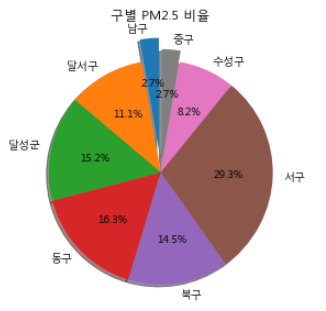 구별 PM2.5 비율
남구
중구
달서구
수성구
2.7%
2.7%
11.1%
8.2%
달성군
15.2%
29.3%
서구
16.3%
14.5%
동구
북구